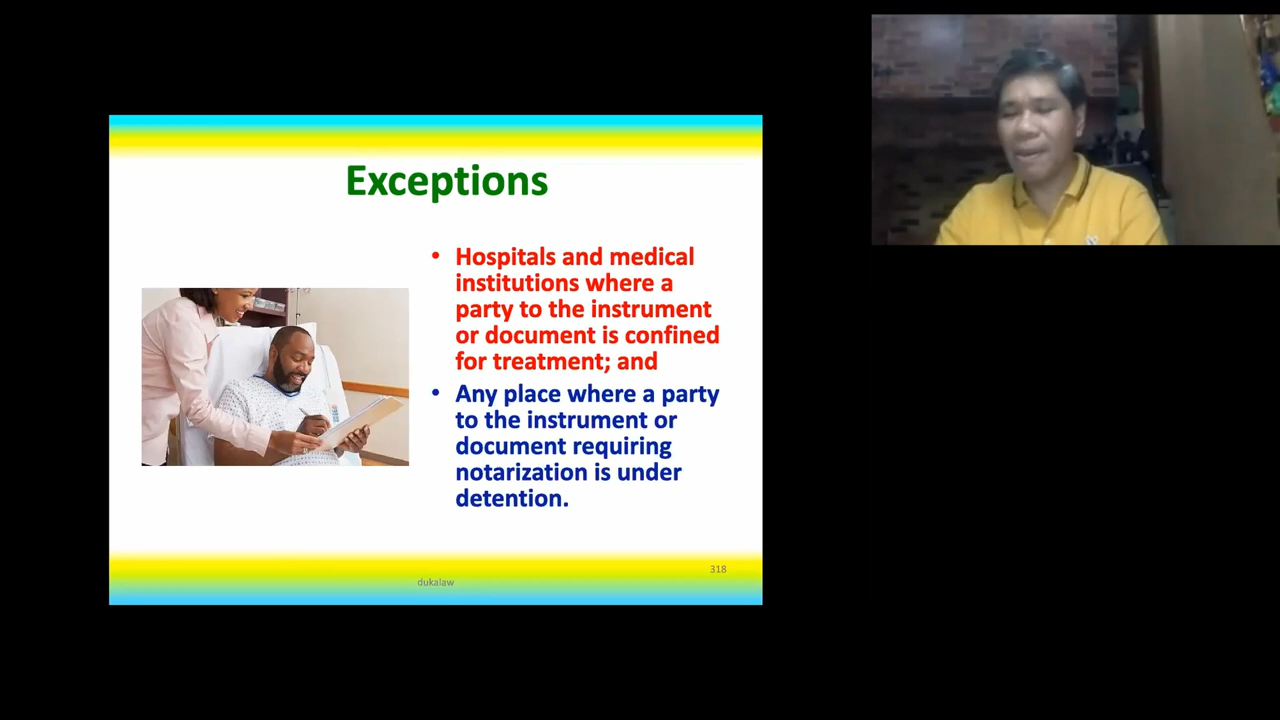 Exceptions
• Hospitals and medical
institutions where a
party to the instrument
or document is confined
for treatment; and
• Any place where a party
to the instrument or
document requiring
notarization is under
detention.
318
dukalaw